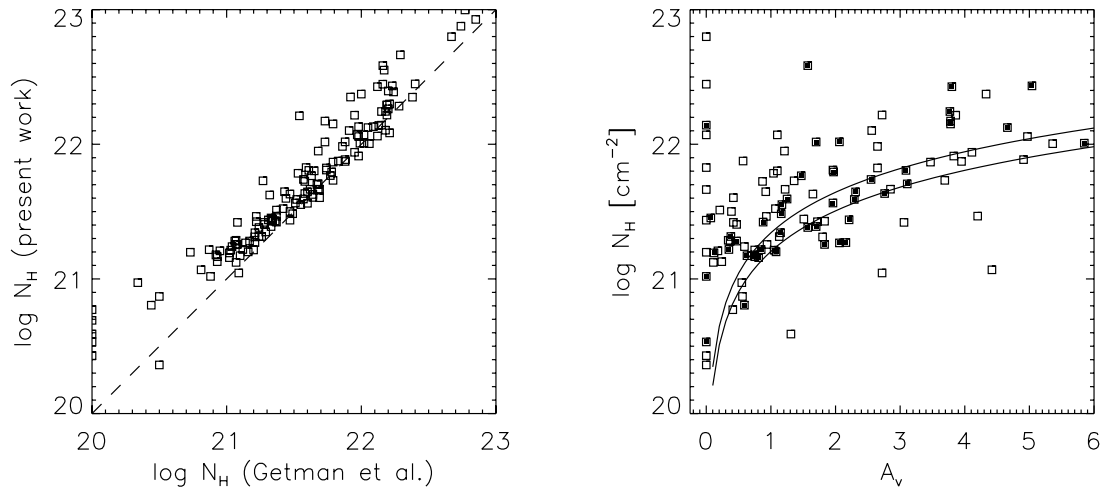 23
22
21
20
log N_H (present work)
20 21 22 23
log N_H (Getman et al.)
23
22
21
20
log N_H [cm^-2]
0 1 2 3 4 5 6
A_v